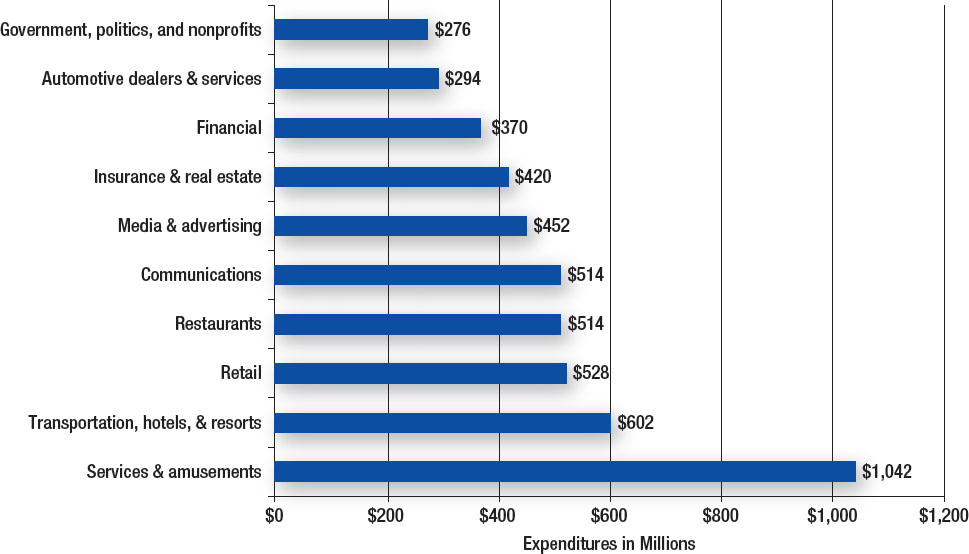 Government, politics, and nonprofits $276
Automotive dealers & services $294
Financial $370
Insurance & real estate $420
Media & advertising $452
Communications $514
Restaurants $514
Retail $528
Transportation, hotels, & resorts $602
Services & amusements $1,042
$0 $200 $400 $600 $800 $1,000 $1,200
Expenditures in Millions